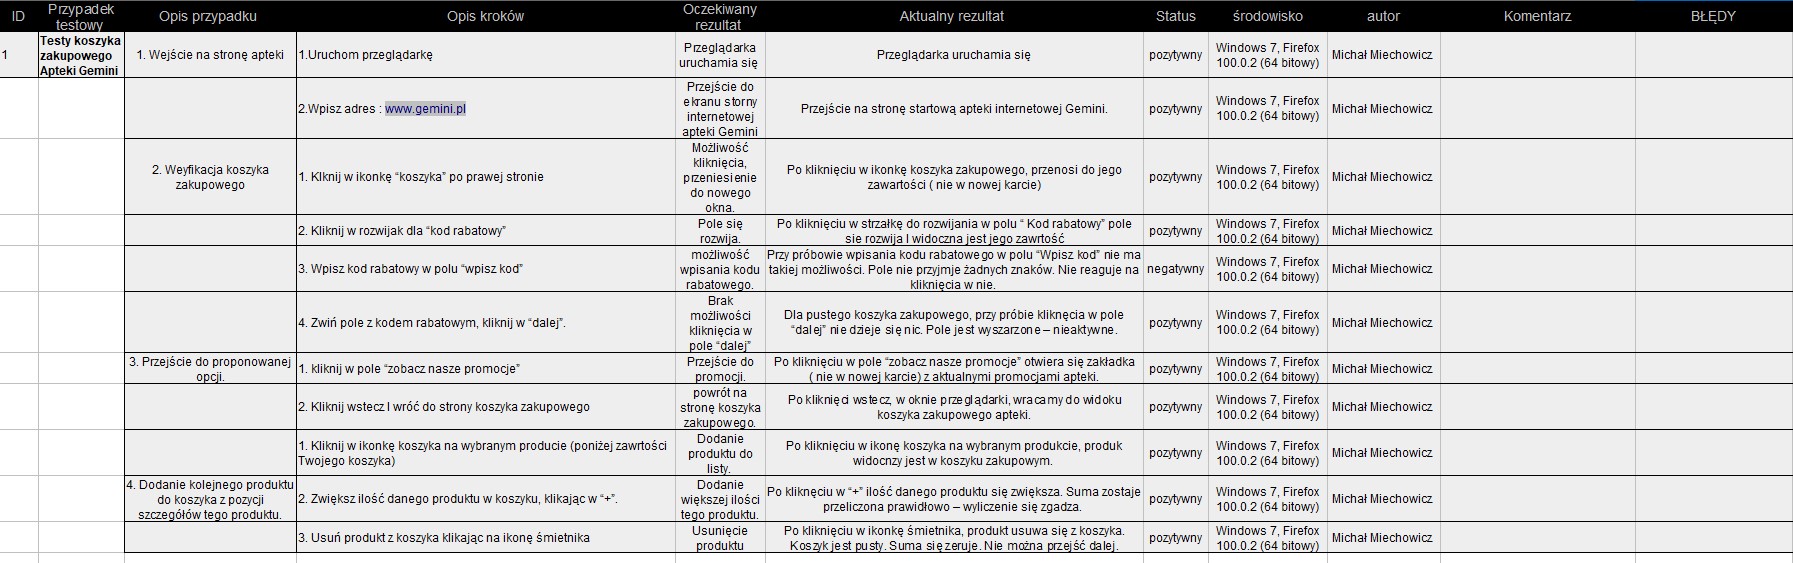 ID Przypadek testowy Opis przypadku Opis kroków Oczekiwany rezultat Aktualny rezultat Status środowisko autor Komentarz BŁĘDY
1
Testy koszyka
zakupowego
Apteki Gemini
1. Wejście na stronę apteki
1.Uruchom przeglądarkę
Przeglądarka
uruchamia się
Przeglądarka uruchamia się
pozytywny
Windows 7, Firefox
100.0.2 (64 bitowy)
Michał Miechowicz
2.Wpisz adres : www.gemini.pl
Przejście do
ekranu storny
internetowej
apteki Gemini
Przejście na stronę startową apteki internetowej Gemini.
pozytywny
Windows 7, Firefox
100.0.2 (64 bitowy)
Michał Miechowicz
2. Weyfikacja koszyka
zakupowego
1. Klknij w ikonkę “koszyka” po prawej stronie
Możliwość
kliknięcia,
przeniesienie
do nowego
okna.
Po kliknięciu w ikonkę koszyka zakupowego, przenosi do jego
zawartości ( nie w nowej karcie)
pozytywny
Windows 7, Firefox
100.0.2 (64 bitowy)
Michał Miechowicz
2. Kliknij w rozwijak dla “kod rabatowy”
Pole się
rozwija.
Po kliknięciu w strzałkę do rozwijania w polu “ Kod rabatowy” pole
sie rozwija I widoczna jest jego zawrtość
pozytywny
Windows 7, Firefox
100.0.2 (64 bitowy)
Michał Miechowicz
3. Wpisz kod rabatowy w polu “wpisz kod”
możliwość
wpisania kodu
rabatowego.
Przy próbowie wpisania kodu rabatowego w polu “Wpisz kod” nie ma
takiej możliwości. Pole nie przyjmje żadnych znaków. Nie reaguje na
kliknięcia w nie.
negatywny
Windows 7, Firefox
100.0.2 (64 bitowy)
Michał Miechowicz
4. Zwiń pole z kodem rabatowym, kliknij w “dalej”.
Brak
możliwości
kliknięcia w
pole “dalej”
Dla pustego koszyka zakupowego, przy próbie kliknęcia w pole
“dalej” nie dzieje się nic. Pole jest wyszarzone – nieaktywne.
pozytywny
Windows 7, Firefox
100.0.2 (64 bitowy)
Michał Miechowicz
3. Przejście do proponowanej
opcji.
1. kliknij w pole “zobacz nasze promocje”
Przejście do
promocji.
Po kliknięciu w pole “zobacz nasze promocje” otwiera się zakładka
( nie w nowej karcie) z aktualnymi promocjami apteki.
pozytywny
Windows 7, Firefox
100.0.2 (64 bitowy)
Michał Miechowicz
2. Kliknij wstecz I wróć do strony koszyka zakupowego
powrót na
stronę koszyka
zakupowego.
Po kliknięci wstecz, w oknie przeglądarki, wracamy do widoku
koszyka zakupowego apteki.
pozytywny
Windows 7, Firefox
100.0.2 (64 bitowy)
Michał Miechowicz
1. Kliknij w ikonkę koszyka na wybranym producie (poniżej zawrtości
Twojego koszyka)
Dodanie
produktu do
listy.
Po kliknięciu w ikonę koszyka na wybranym produkcie, produk
widocnzy jest w koszyku zakupowym.
pozytywny
Windows 7, Firefox
100.0.2 (64 bitowy)
Michał Miechowicz
4. Dodanie kolejnego produktu
do koszyka z pozycji
szczegółów tego produktu.
2. Zwiększ ilość danego produktu w koszyku, klikając w “+”.
Dodanie
większej ilości
tego produktu.
Po kliknięciu w “+” ilość danego produktu się zwiększa. Suma zostaje
przeliczona prawidłowo – wyliczenie się zgadza.
pozytywny
Windows 7, Firefox
100.0.2 (64 bitowy)
Michał Miechowicz
3. Usuń produkt z koszyka klikając na ikonę śmietnika
Usunięcie
produktu
Po kliknięciu w ikonkę śmietnika, produkt usuwa się z koszyka.
Koszyk jest pusty. Suma się zeruje. Nie można przejść dalej.
pozytywny
Windows 7, Firefox
100.0.2 (64 bitowy)
Michał Miechowicz